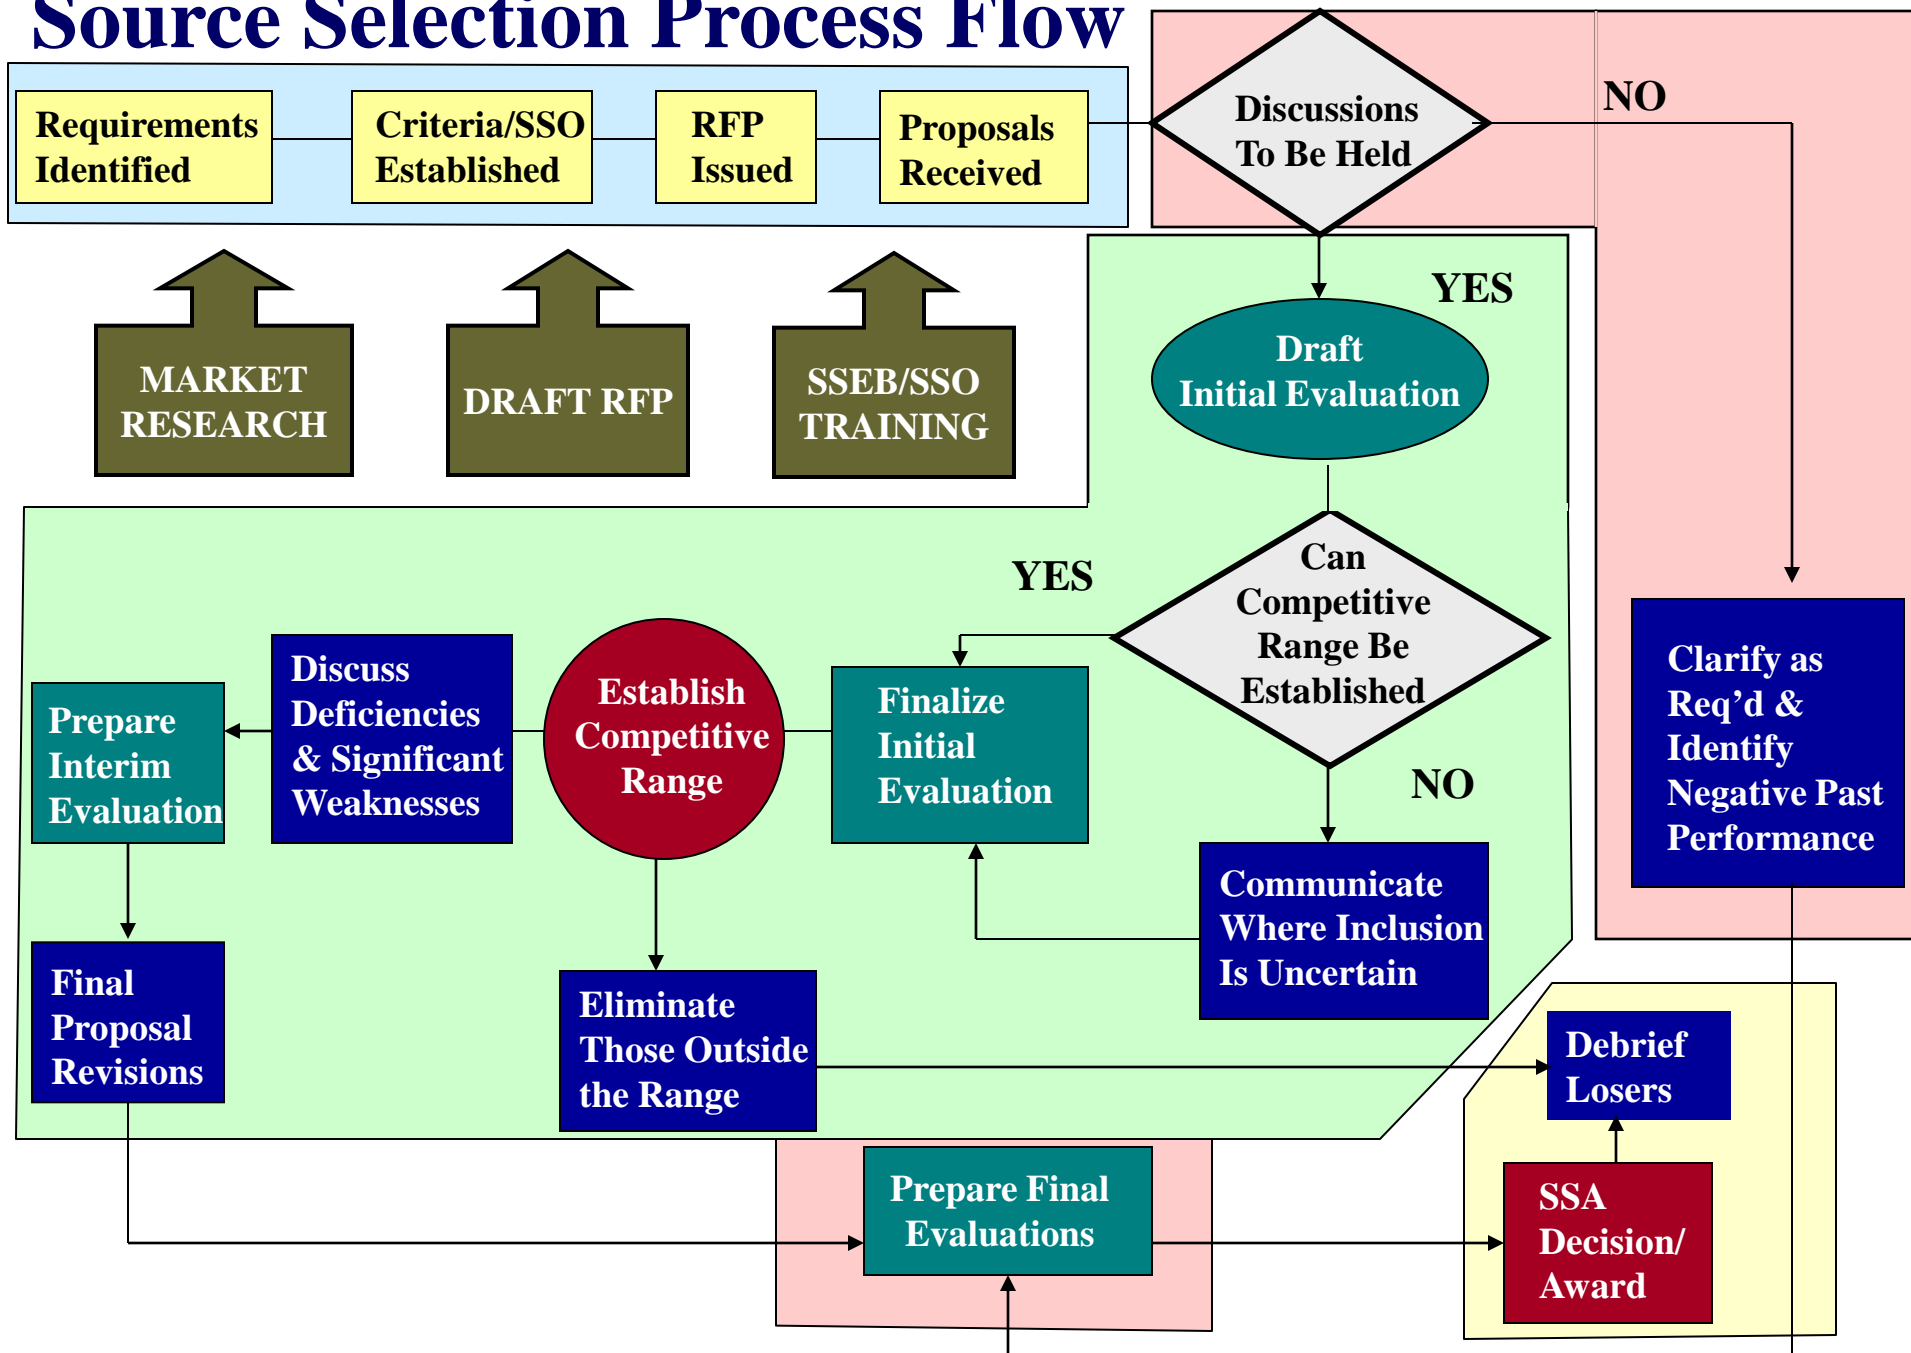 Source Selection Process Flow
Requirements
Identified
Criteria/SSO
Established
RFP
Issued
Proposals
Received
Discussions
To Be Held
NO
MARKET
RESEARCH
DRAFT RFP
SSEB/SSO
TRAINING
YES
Draft
Initial Evaluation
Can
Competitive
Range Be
Established
YES
NO
Clarify as
Req’d &
Identify
Negative Past
Performance
Prepare
Interim
Evaluation
Discuss
Deficiencies
& Significant
Weaknesses
Establish
Competitive
Range
Finalize
Initial
Evaluation
Communicate
Where Inclusion
Is Uncertain
Final
Proposal
Revisions
Eliminate
Those Outside
the Range
Debrief
Losers
Prepare Final
Evaluations
SSA
Decision/
Award